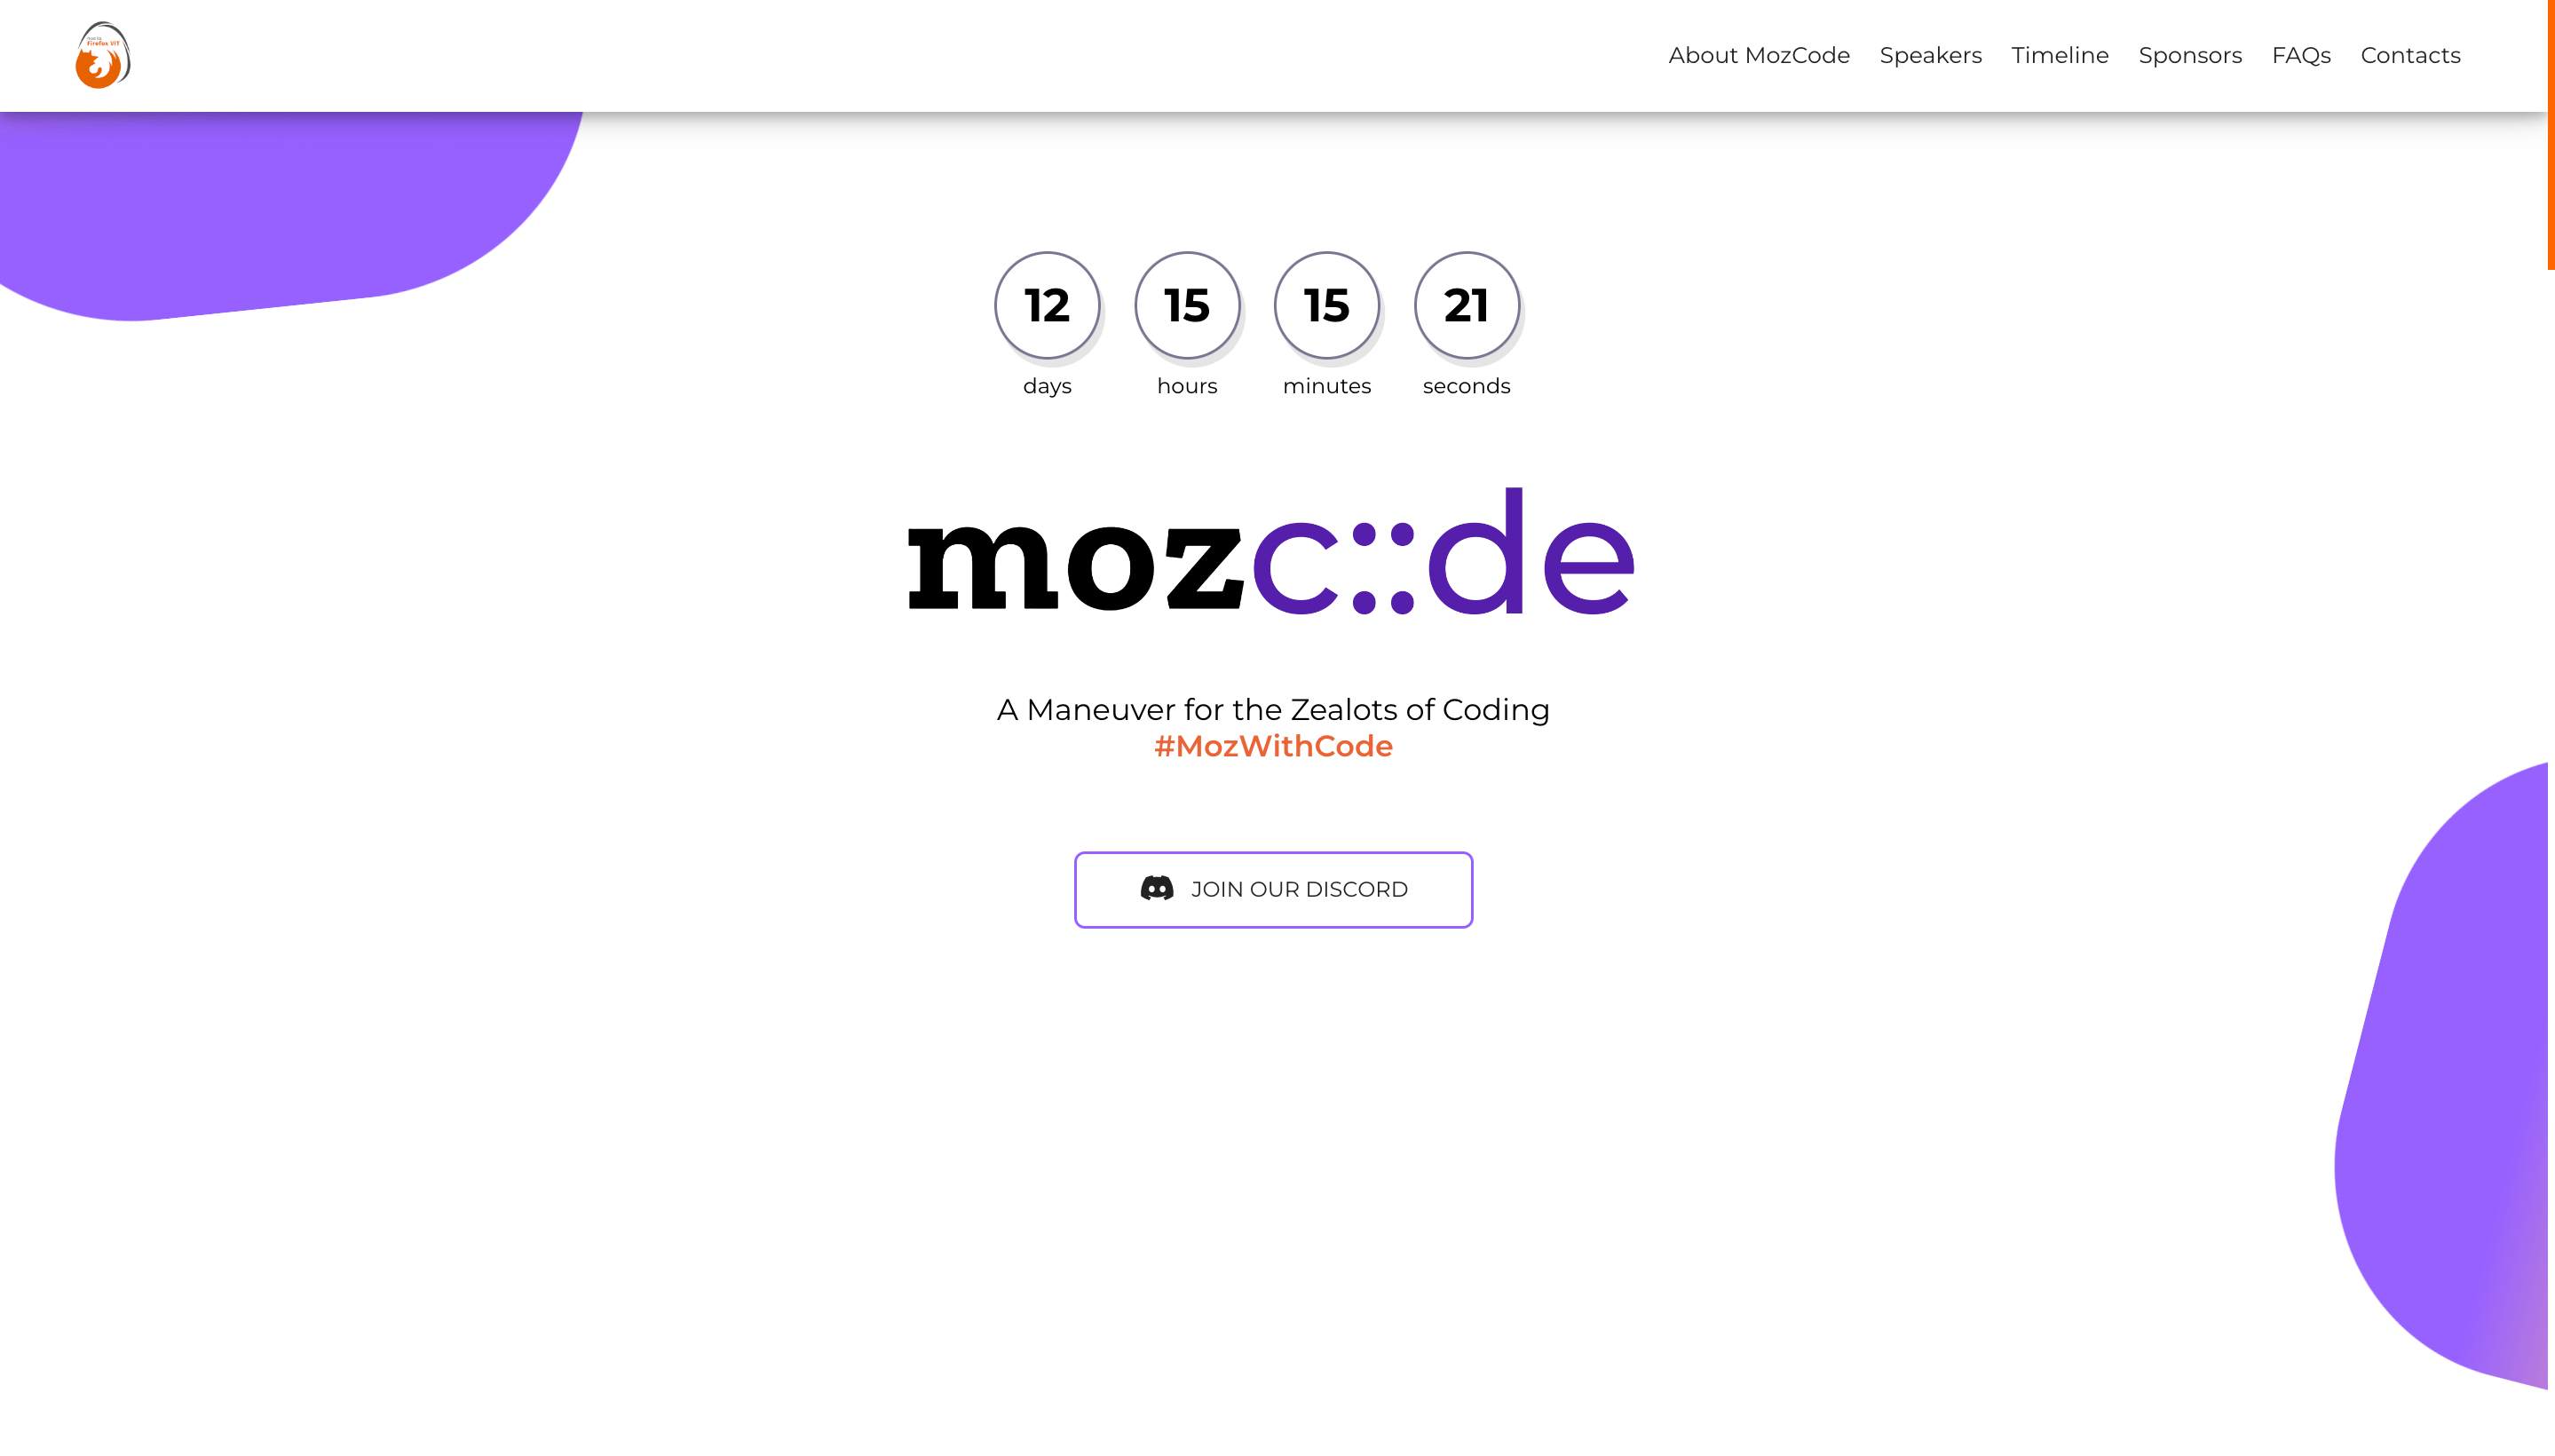 Firefox VIT
About MozCode Speakers Timeline Sponsors FAQs Contacts
12 15 15 21
days hours minutes seconds
mozc::de
A Maneuver for the Zealots of Coding
#MozWithCode
JOIN OUR DISCORD